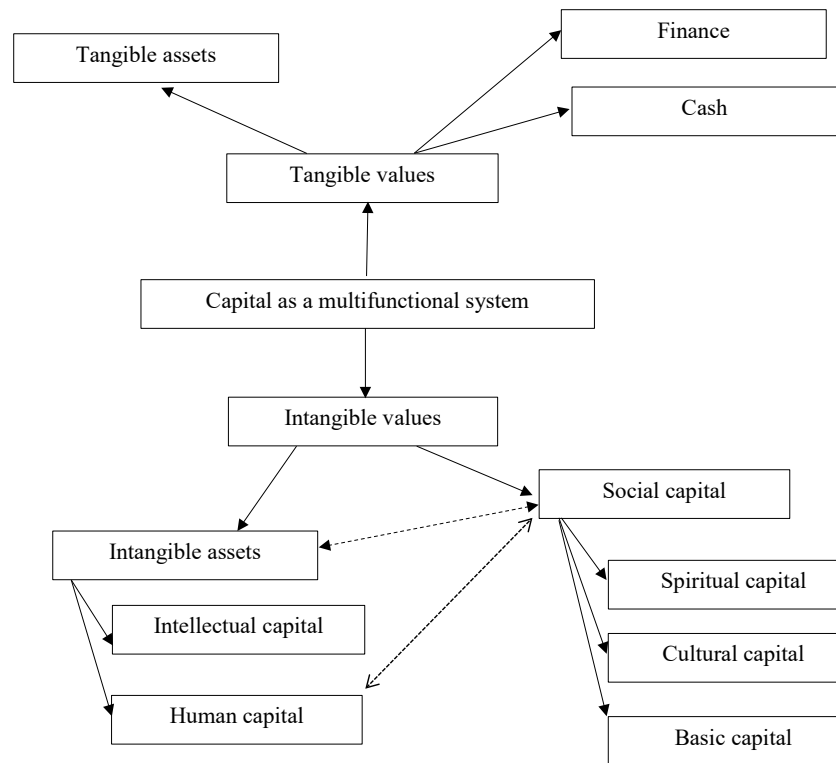 Finance
Tangible assets
Cash
Tangible values
Capital as a multifunctional system
Intangible values
Social capital
Intangible assets
Spiritual capital
Intellectual capital
Cultural capital
Human capital
Basic capital